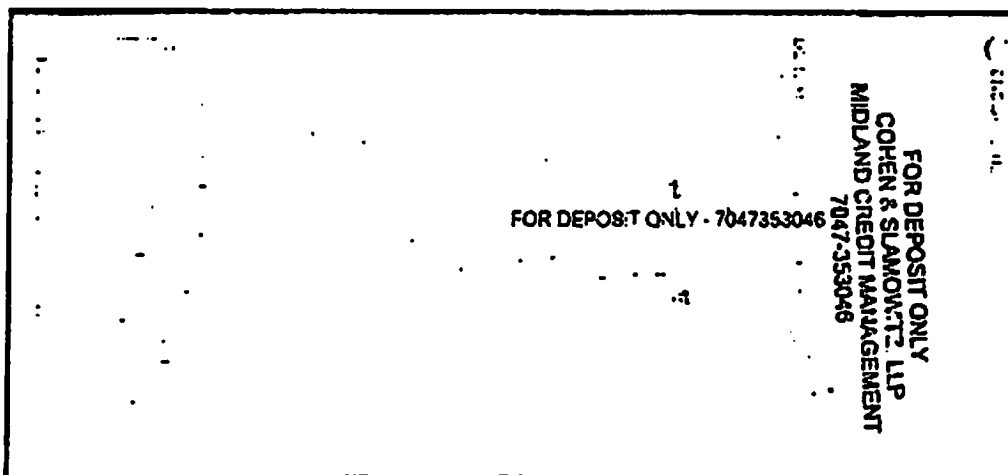 FOR DEPOSIT ONLY - 7047353046
FOR DEPOSIT ONLY
COHEN & SLAMOWITZ LLP
MIDLAND CREDIT MANAGEMENT
7047-353046